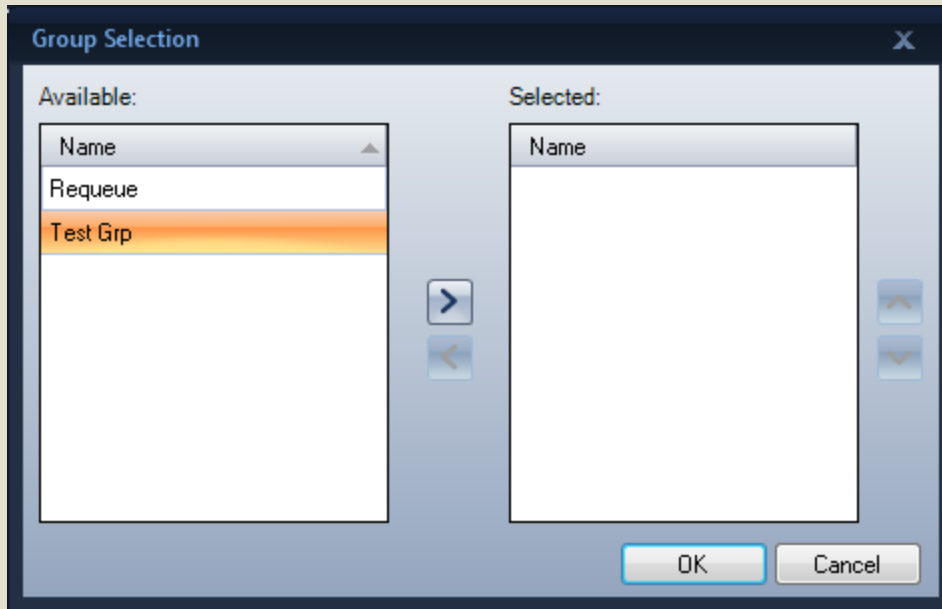 Group Selection
Available:
Selected:
Name
Name
Requeue
Test Grp
OK
Cancel